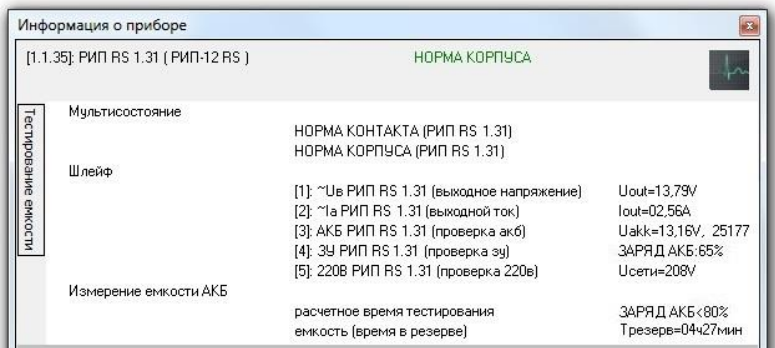 Информация о приборе
[1.1.35]: РИП RS 1.31 ( РИП-12 RS ) НОРМА КОРПУСА
Тестирование емкости
Мультисостояние
НОРМА КОНТАКТА (РИП RS 1.31)
НОРМА КОРПУСА (РИП RS 1.31)
Шлейф
[1]: ~Uв РИП RS 1.31 (выходное напряжение) Uout=13,79V
[2]: ~Iа РИП RS 1.31 (выходной ток) Iout=02,56A
[3]: АКБ РИП RS 1.31 (проверка акб) Uakk=13,16V, 25177
[4]: ЗУ РИП RS 1.31 (проверка зу) ЗАРЯД АКБ:65%
[5]: 220В РИП RS 1.31 (проверка 220в) Uсети=208V
Измерение емкости АКБ
расчетное время тестирования ЗАРЯД АКБ<80%
емкость (время в резерве) Tрезерв=04ч27мин